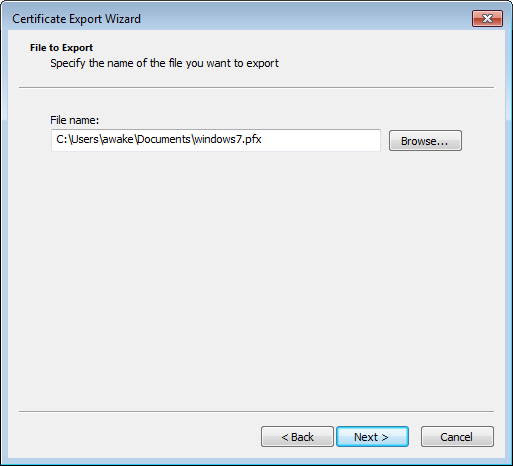 Certificate Export Wizard
File to Export
Specify the name of the file you want to export
File name:
C:\Users\awake\Documents\windows7.pfx
Browse...
< Back
Next >
Cancel